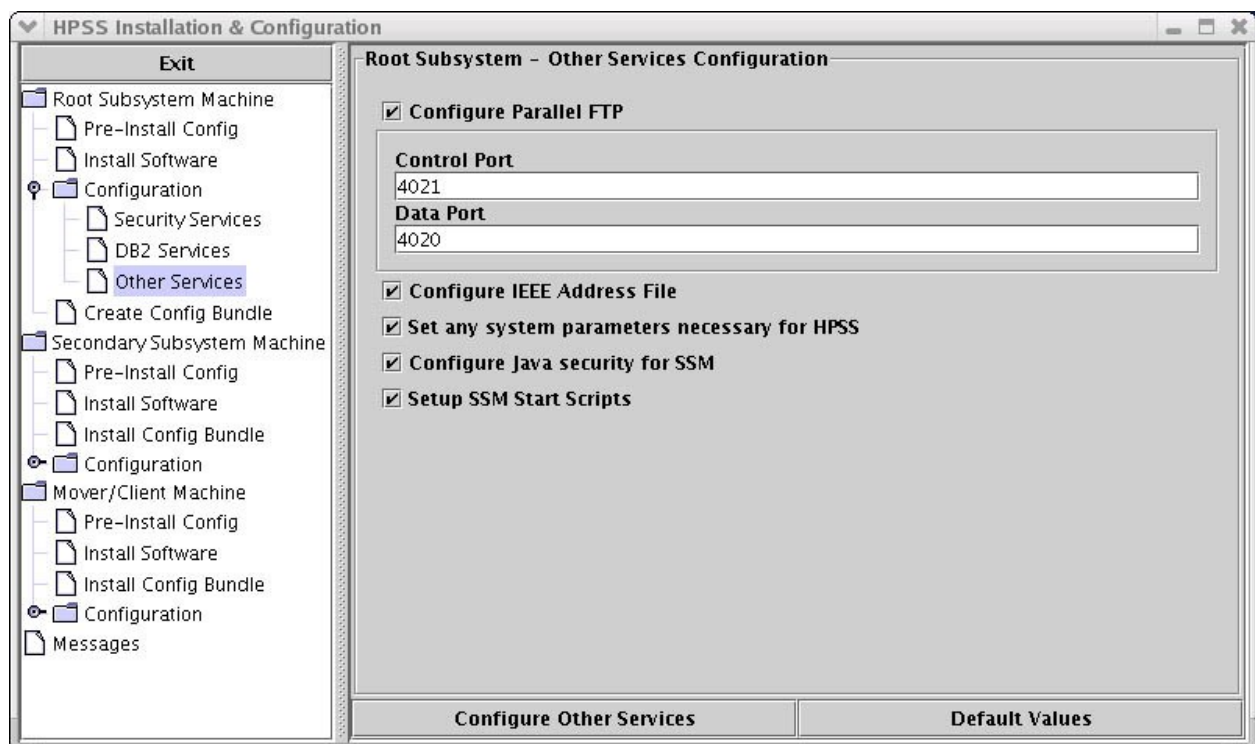 HPSS Installation & Configuration
Exit
Root Subsystem Machine
Pre-Install Config
Install Software
Configuration
Security Services
DB2 Services
Other Services
Create Config Bundle
Secondary Subsystem Machine
Pre-Install Config
Install Software
Install Config Bundle
Configuration
Mover/Client Machine
Pre-Install Config
Install Software
Install Config Bundle
Configuration
Messages
Root Subsystem - Other Services Configuration
Configure Parallel FTP
Control Port
4021
Data Port
4020
Configure IEEE Address File
Set any system parameters necessary for HPSS
Configure Java security for SSM
Setup SSM Start Scripts
Configure Other Services
Default Values